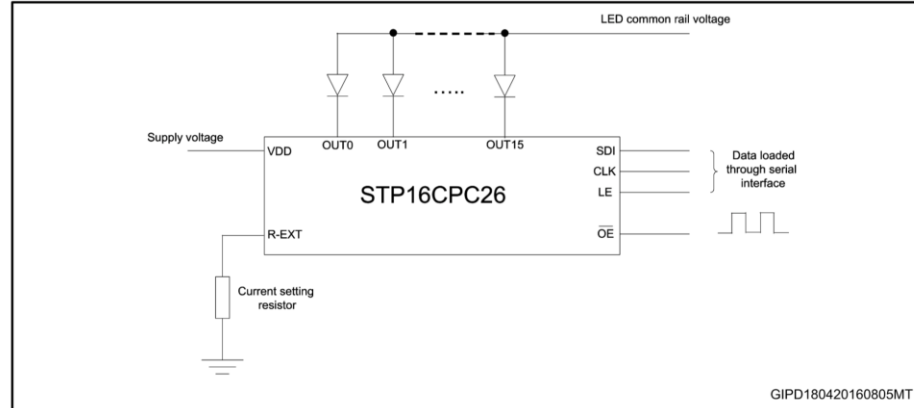 LED common rail voltage
Supply voltage
VDD
OUT0
OUT1
OUT15
SDI
CLK
LE
Data loaded
through serial
interface
STP16CPC26
R-EXT
OE
Current setting
resistor
GIPD180420160805MT